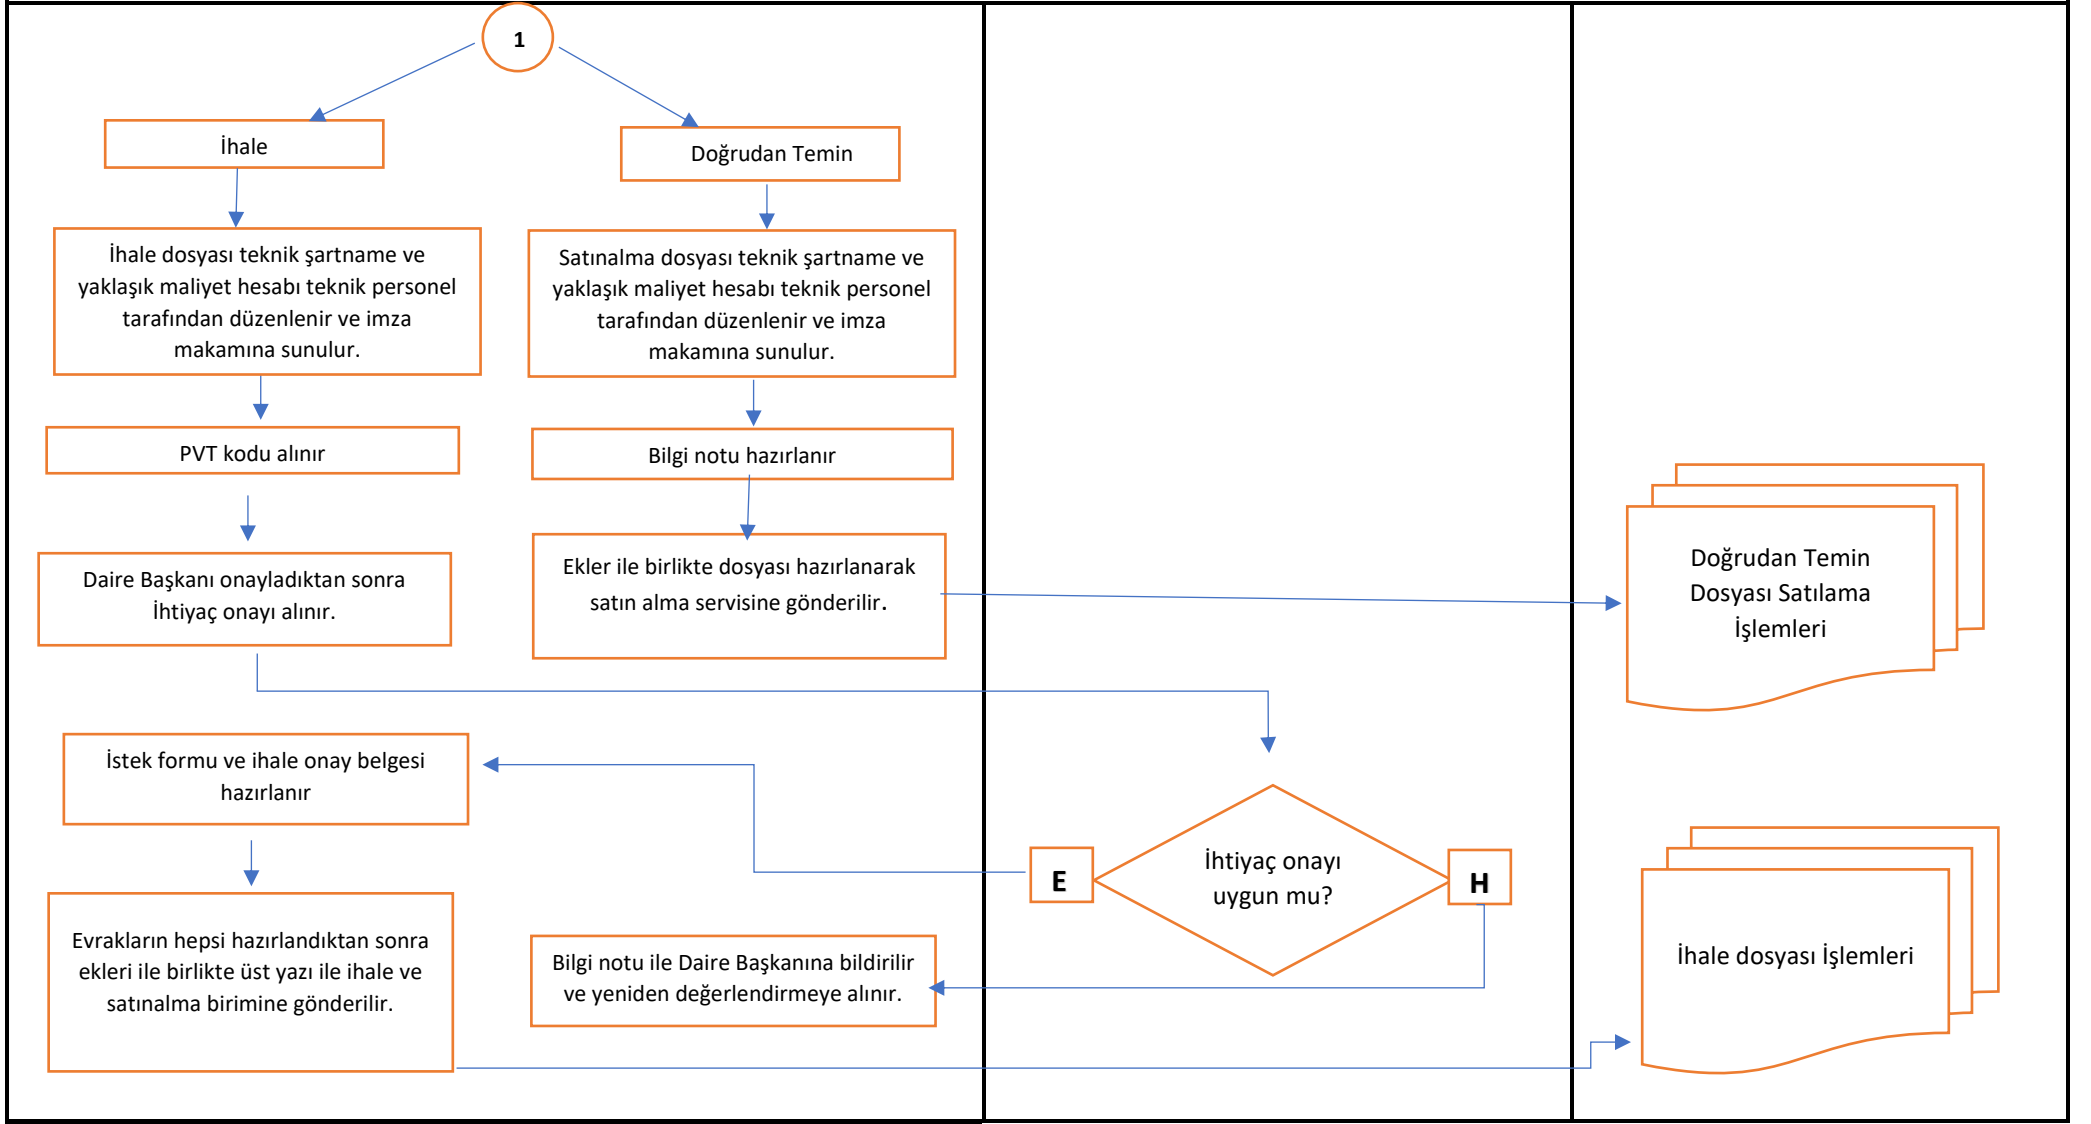 1
İhale
Doğrudan Temin
İhale dosyası teknik şartname ve
yaklaşık maliyet hesabı teknik personel
tarafından düzenlenir ve imza
makamına sunulur.
Satınalma dosyası teknik şartname ve
yaklaşık maliyet hesabı teknik personel
tarafından düzenlenir ve imza
makamına sunulur.
PVT kodu alınır
Bilgi notu hazırlanır
Daire Başkanı onayladıktan sonra
İhtiyaç onayı alınır.
Ekler ile birlikte dosyası hazırlanarak
satın alma servisine gönderilir.
Doğrudan Temin
Dosyası Satılama
İşlemleri
İstek formu ve ihale onay belgesi
hazırlanır
E
İhtiyaç onayı
uygun mu?
H
Evrakların hepsi hazırlandıktan sonra
ekleri ile birlikte üst yazı ile ihale ve
satınalma birimine gönderilir.
Bilgi notu ile Daire Başkanına bildirilir
ve yeniden değerlendirmeye alınır.
İhale dosyası İşlemleri